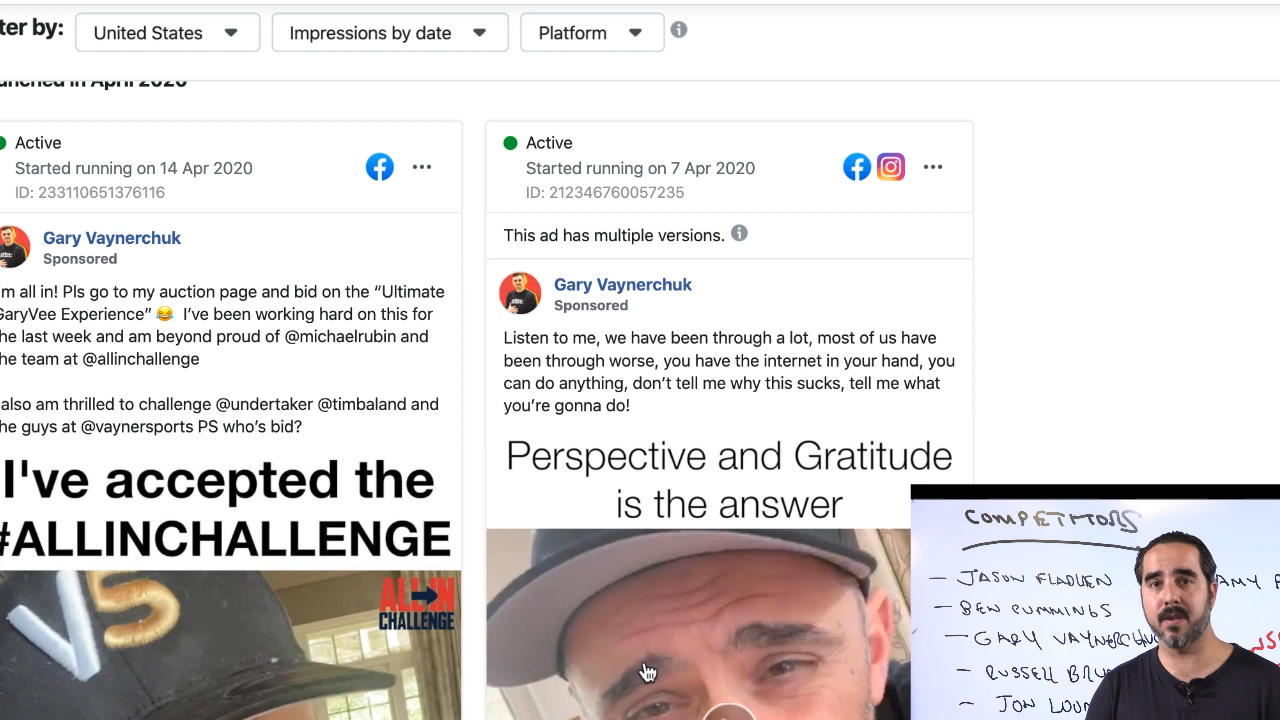 ter by:
United States
Impressions by date
Platform
aunched in April 2020
Active
Started running on 14 Apr 2020
ID: 233110651376116
Gary Vaynerchuk
Sponsored
'm all in! Pls go to my auction page and bid on the “Ultimate
GaryVee Experience” 😂 I’ve been working hard on this for
he last week and am beyond proud of @michaelrubin and
he team at @allinchallenge
also am thrilled to challenge @undertaker @timbaland and
he guys at @vaynersports PS who’s bid?
I've accepted the
#ALLINCHALLENGE
V5
ALL IN
CHALLENGE
Active
Started running on 7 Apr 2020
ID: 212346760057235
This ad has multiple versions.
Gary Vaynerchuk
Sponsored
Listen to me, we have been through a lot, most of us have
been through worse, you have the internet in your hand, you
can do anything, don’t tell me why this sucks, tell me what
you’re gonna do!
Perspective and Gratitude
is the answer
COMPETITORS
- JASON FLADLIEN
- BEN CUMMINGS
- GARY VAYNERCHUC
- RUSSELL BRU
- JON LOOM
AMY P